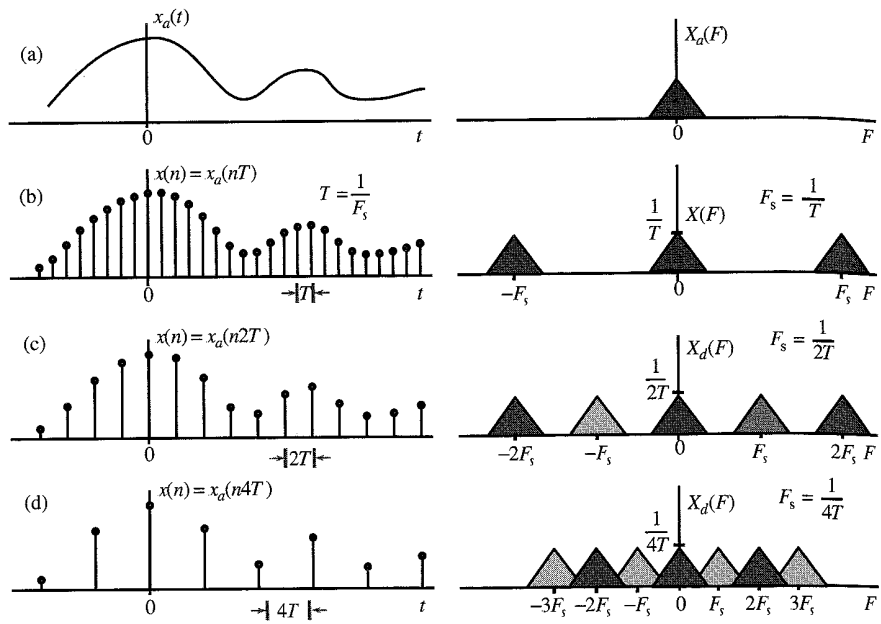 (a)
x_a(t)
0
t
X_a(F)
0
F
(b)
x(n) = x_a(nT)
T = 1/F_s
0
T
t
1/T
X(F)
F_s = 1/T
−F_s
0
F_s
F
(c)
x(n) = x_a(n2T)
0
2T
t
1/2T
X_d(F)
F_s = 1/2T
−2F_s
−F_s
0
F_s
2F_s
F
(d)
x(n) = x_a(n4T)
0
4T
t
1/4T
X_d(F)
F_s = 1/4T
−3F_s
−2F_s
−F_s
0
F_s
2F_s
3F_s
F